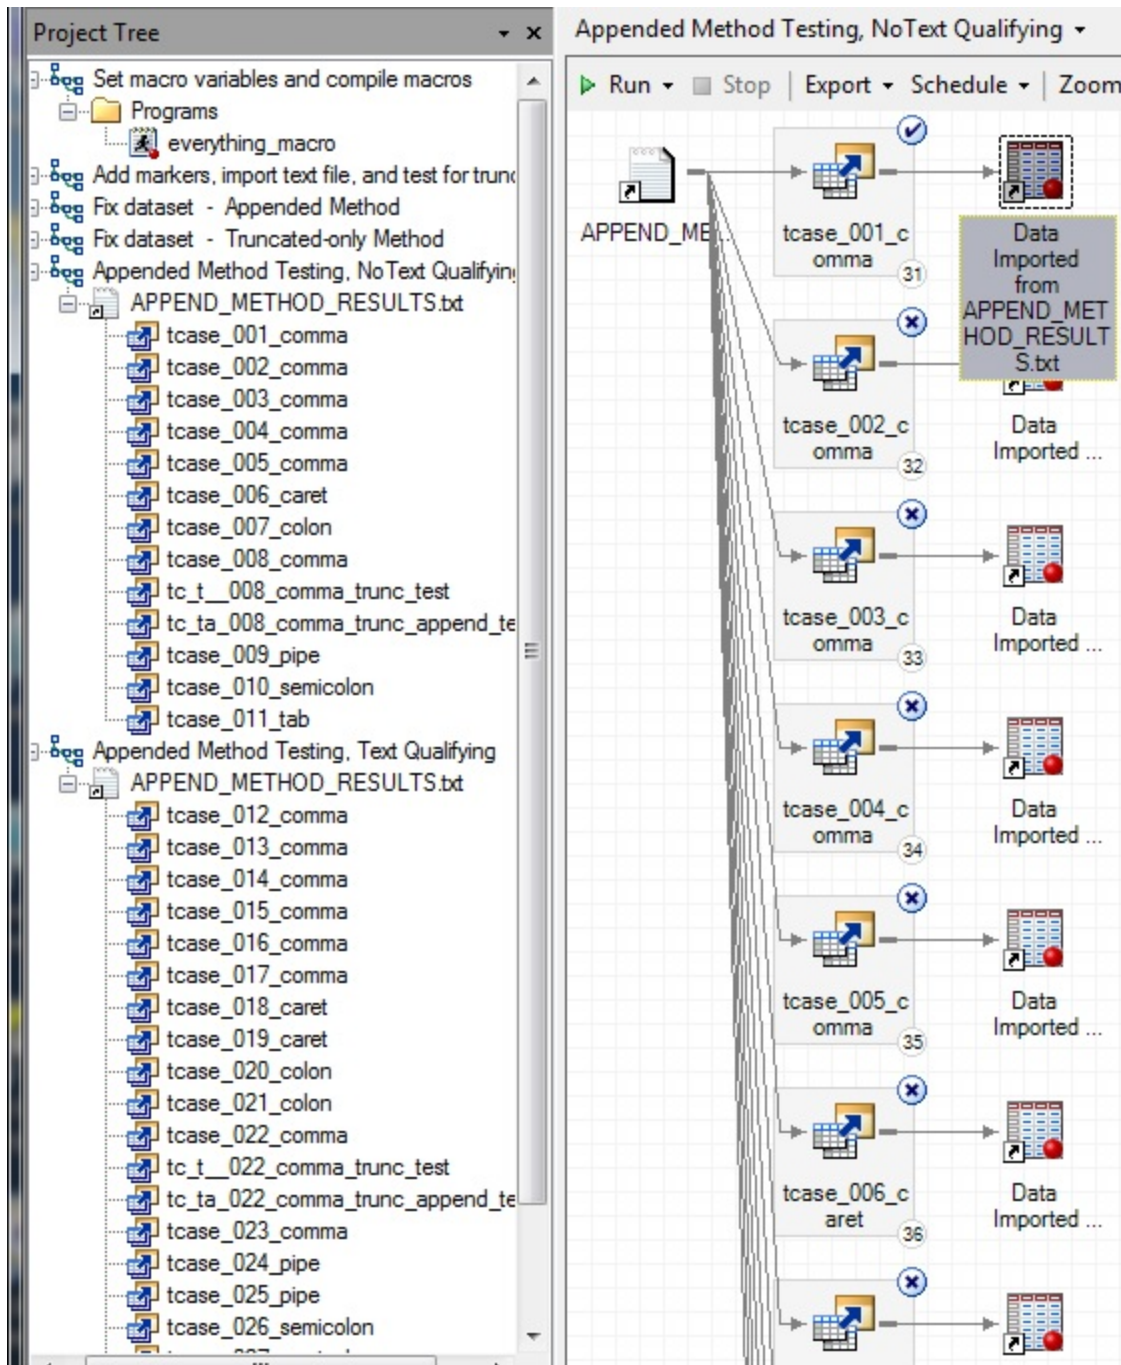 Project Tree
Set macro variables and compile macros
Programs
everything_macro
Add markers, import text file, and test for trunc
Fix dataset - Appended Method
Fix dataset - Truncated-only Method
Appended Method Testing, NoText Qualifying
APPEND_METHOD_RESULTS.txt
tcase_001_comma
tcase_002_comma
tcase_003_comma
tcase_004_comma
tcase_005_comma
tcase_006_caret
tcase_007_colon
tcase_008_comma
tc_t__008_comma_trunc_test
tc_ta_008_comma_trunc_append_te
tcase_009_pipe
tcase_010_semicolon
tcase_011_tab
Appended Method Testing, Text Qualifying
APPEND_METHOD_RESULTS.txt
tcase_012_comma
tcase_013_comma
tcase_014_comma
tcase_015_comma
tcase_016_comma
tcase_017_comma
tcase_018_caret
tcase_019_caret
tcase_020_colon
tcase_021_colon
tcase_022_comma
tc_t__022_comma_trunc_test
tc_ta_022_comma_trunc_append_te
tcase_023_comma
tcase_024_pipe
tcase_025_pipe
tcase_026_semicolon
Appended Method Testing, NoText Qualifying
Run Stop Export Schedule Zoom
APPEND_ME...
tcase_001_c
omma
31
Data
Imported
from
APPEND_MET
HOD_RESULT
S.txt
tcase_002_c
omma
32
Data
Imported ...
tcase_003_c
omma
33
Data
Imported ...
tcase_004_c
omma
34
Data
Imported ...
tcase_005_c
omma
35
Data
Imported ...
tcase_006_c
aret
36
Data
Imported ...